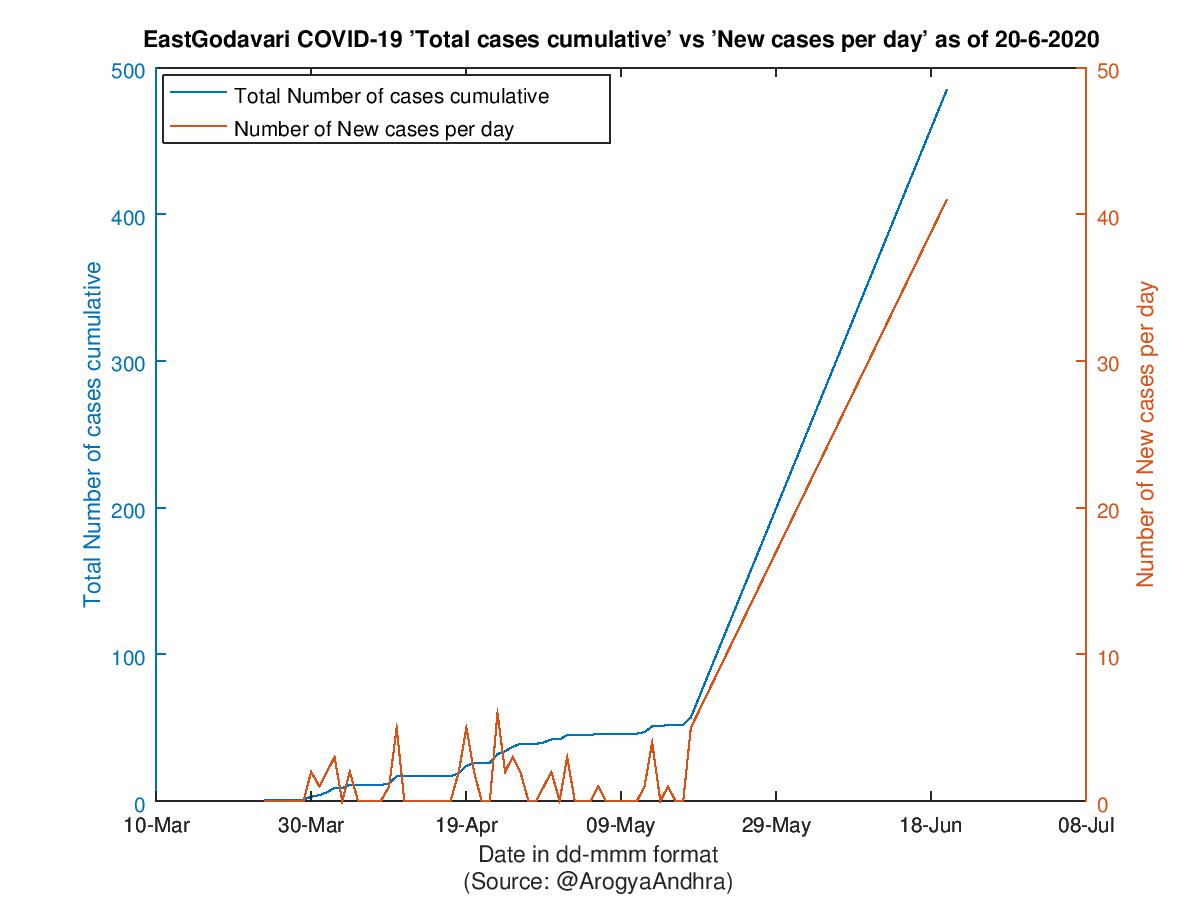 EastGodavari COVID-19 ’Total cases cumulative’ vs ’New cases per day’ as of 20-6-2020
Total Number of cases cumulative
Number of New cases per day
500
400
300
200
100
0
50
40
30
20
10
0
Total Number of cases cumulative
Number of New cases per day
10-Mar 30-Mar 19-Apr 09-May 29-May 18-Jun 08-Jul
Date in dd-mmm format
(Source: @ArogyaAndhra)